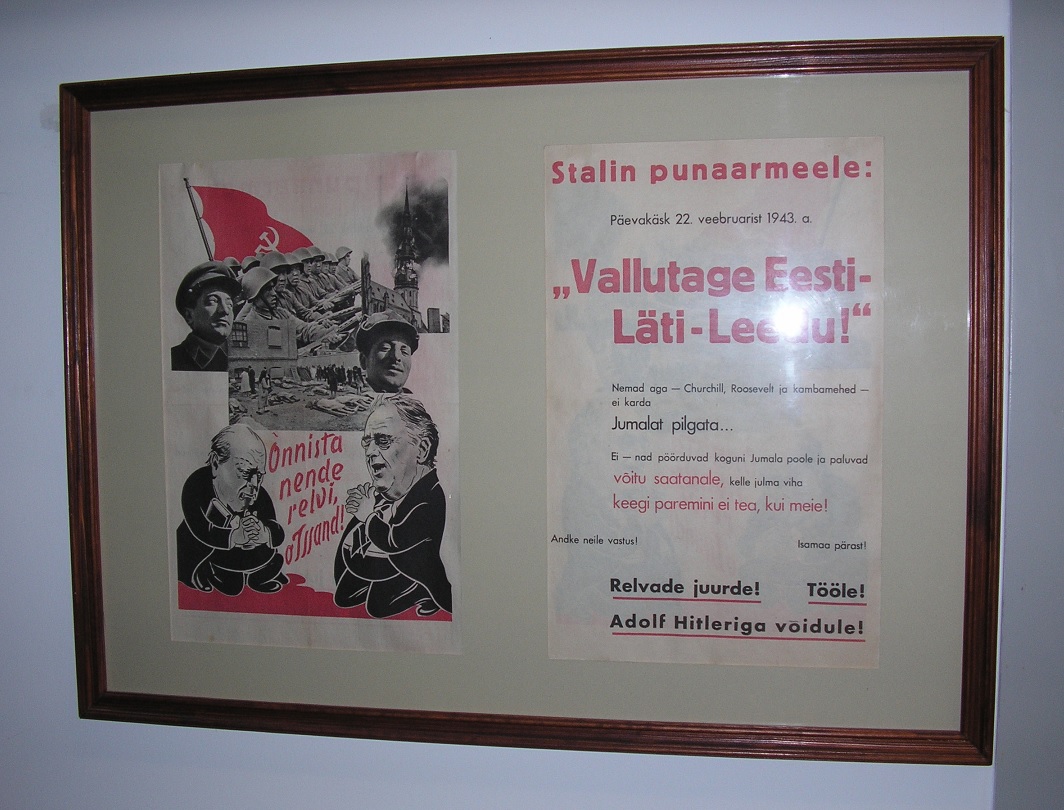 Õnnista
nende
relvi,
o Issand!
Stalin punaarmeele:
Päevakäsk 22. veebruarist 1943. a.
„Vallutage Eesti-
Läti-Leedu!“
Nemad aga — Churchill, Roosevelt ja kambamehed —
ei karda
Jumalat pilgata...
Ei — nad pöörduvad koguni Jumala poole ja paluvad
võitu saatanale, kelle julma viha
keegi paremini ei tea, kui meie!
Andke neile vastus! Isamaa pärast!
Relvade juurde! Tööle!
Adolf Hitleriga võidule!